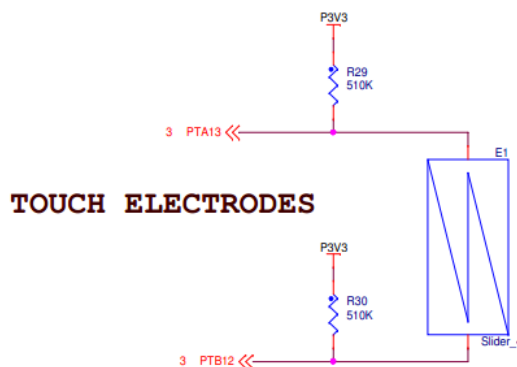 P3V3
R29
510K
3 PTA13
E1
TOUCH ELECTRODES
P3V3
R30
510K
Slider_
3 PTB12